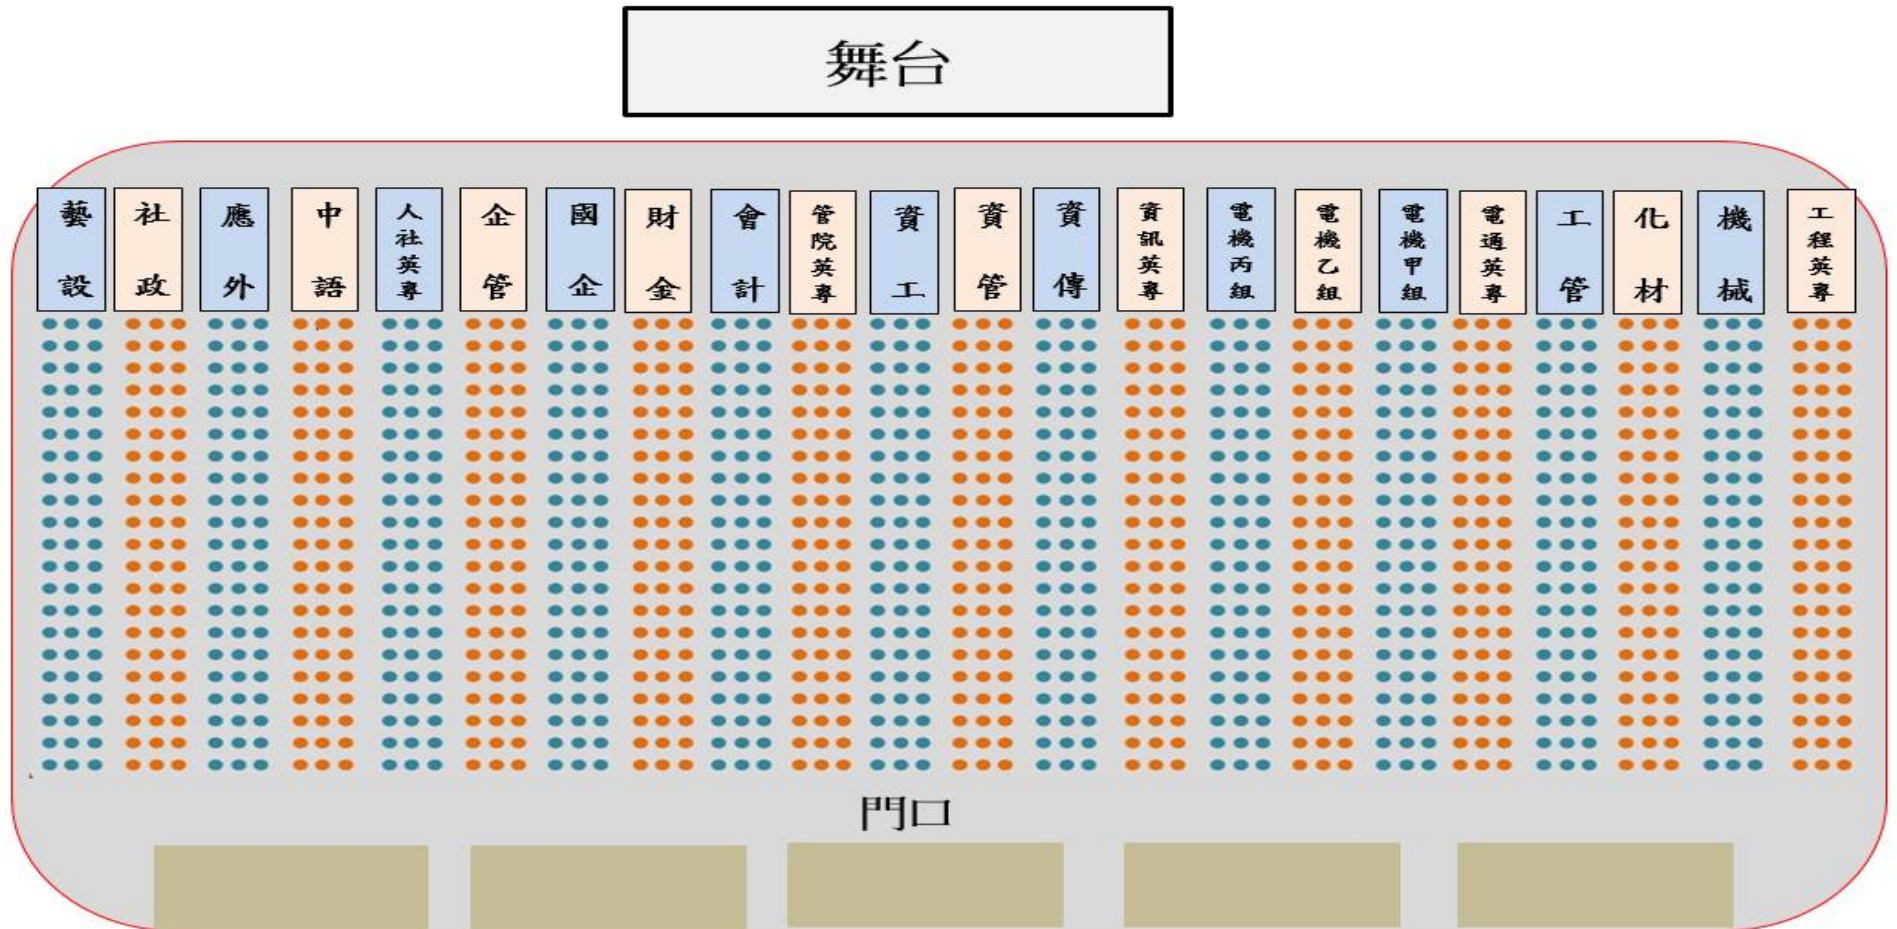 舞台
藝設
社政
應外
中語
人社英專
企管
國企
財金
會計
管院英專
資工
資管
資傳
資訊英專
電機丙組
電機乙組
電機甲組
電通英專
工管
化材
機械
工程英專
門口